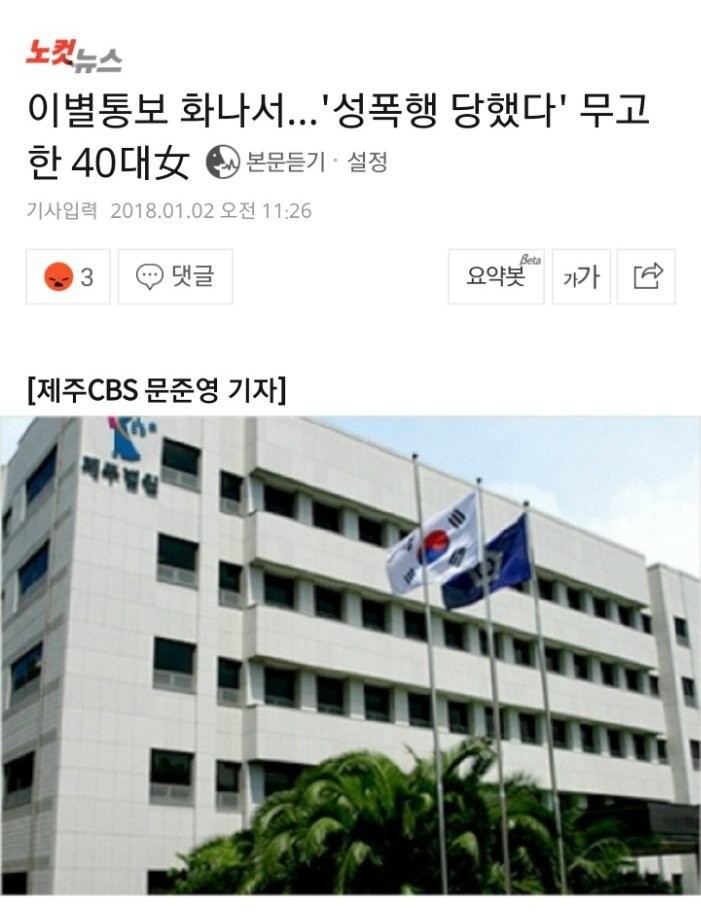 노컷뉴스
이별통보 화나서...'성폭행 당했다' 무고
한 40대女 본문듣기 · 설정
기사입력 2018.01.02 오전 11:26
3 댓글 요약봇 Beta 가가
[제주CBS 문준영 기자]
제주법원